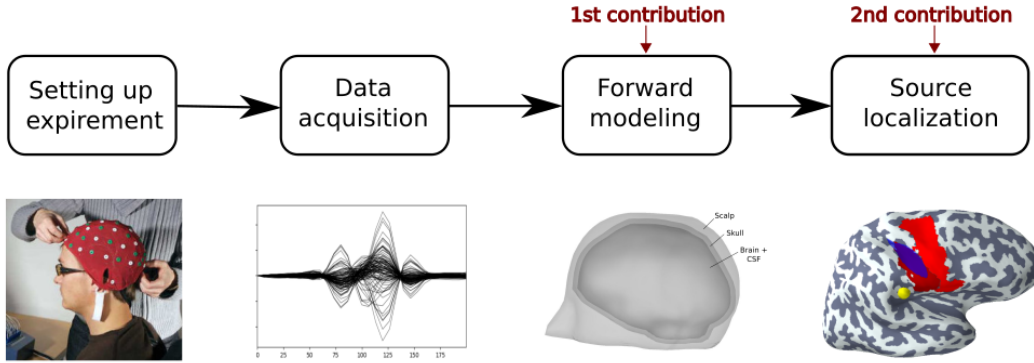 1st contribution
2nd contribution
Setting up
expirement
Data
acquisition
Forward
modeling
Source
localization
Scalp
Skull
Brain +
CSF
0 25 50 75 100 125 150 175